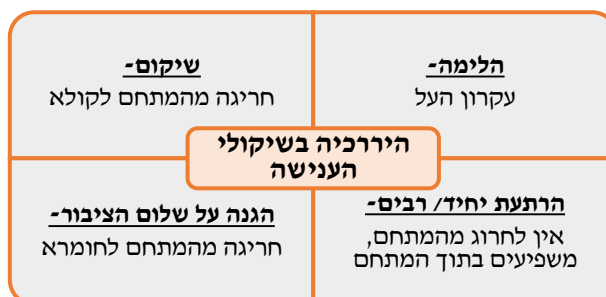 הלימה-
עקרון העל
שיקום-
חריגה מהמתחם לקולא
היררכיה בשיקולי
הענישה
הרתעת יחיד/ רבים-
אין לחרוג מהמתחם,
משפיעים בתוך המתחם
הגנה על שלום הציבור-
חריגה מהמתחם לחומרא